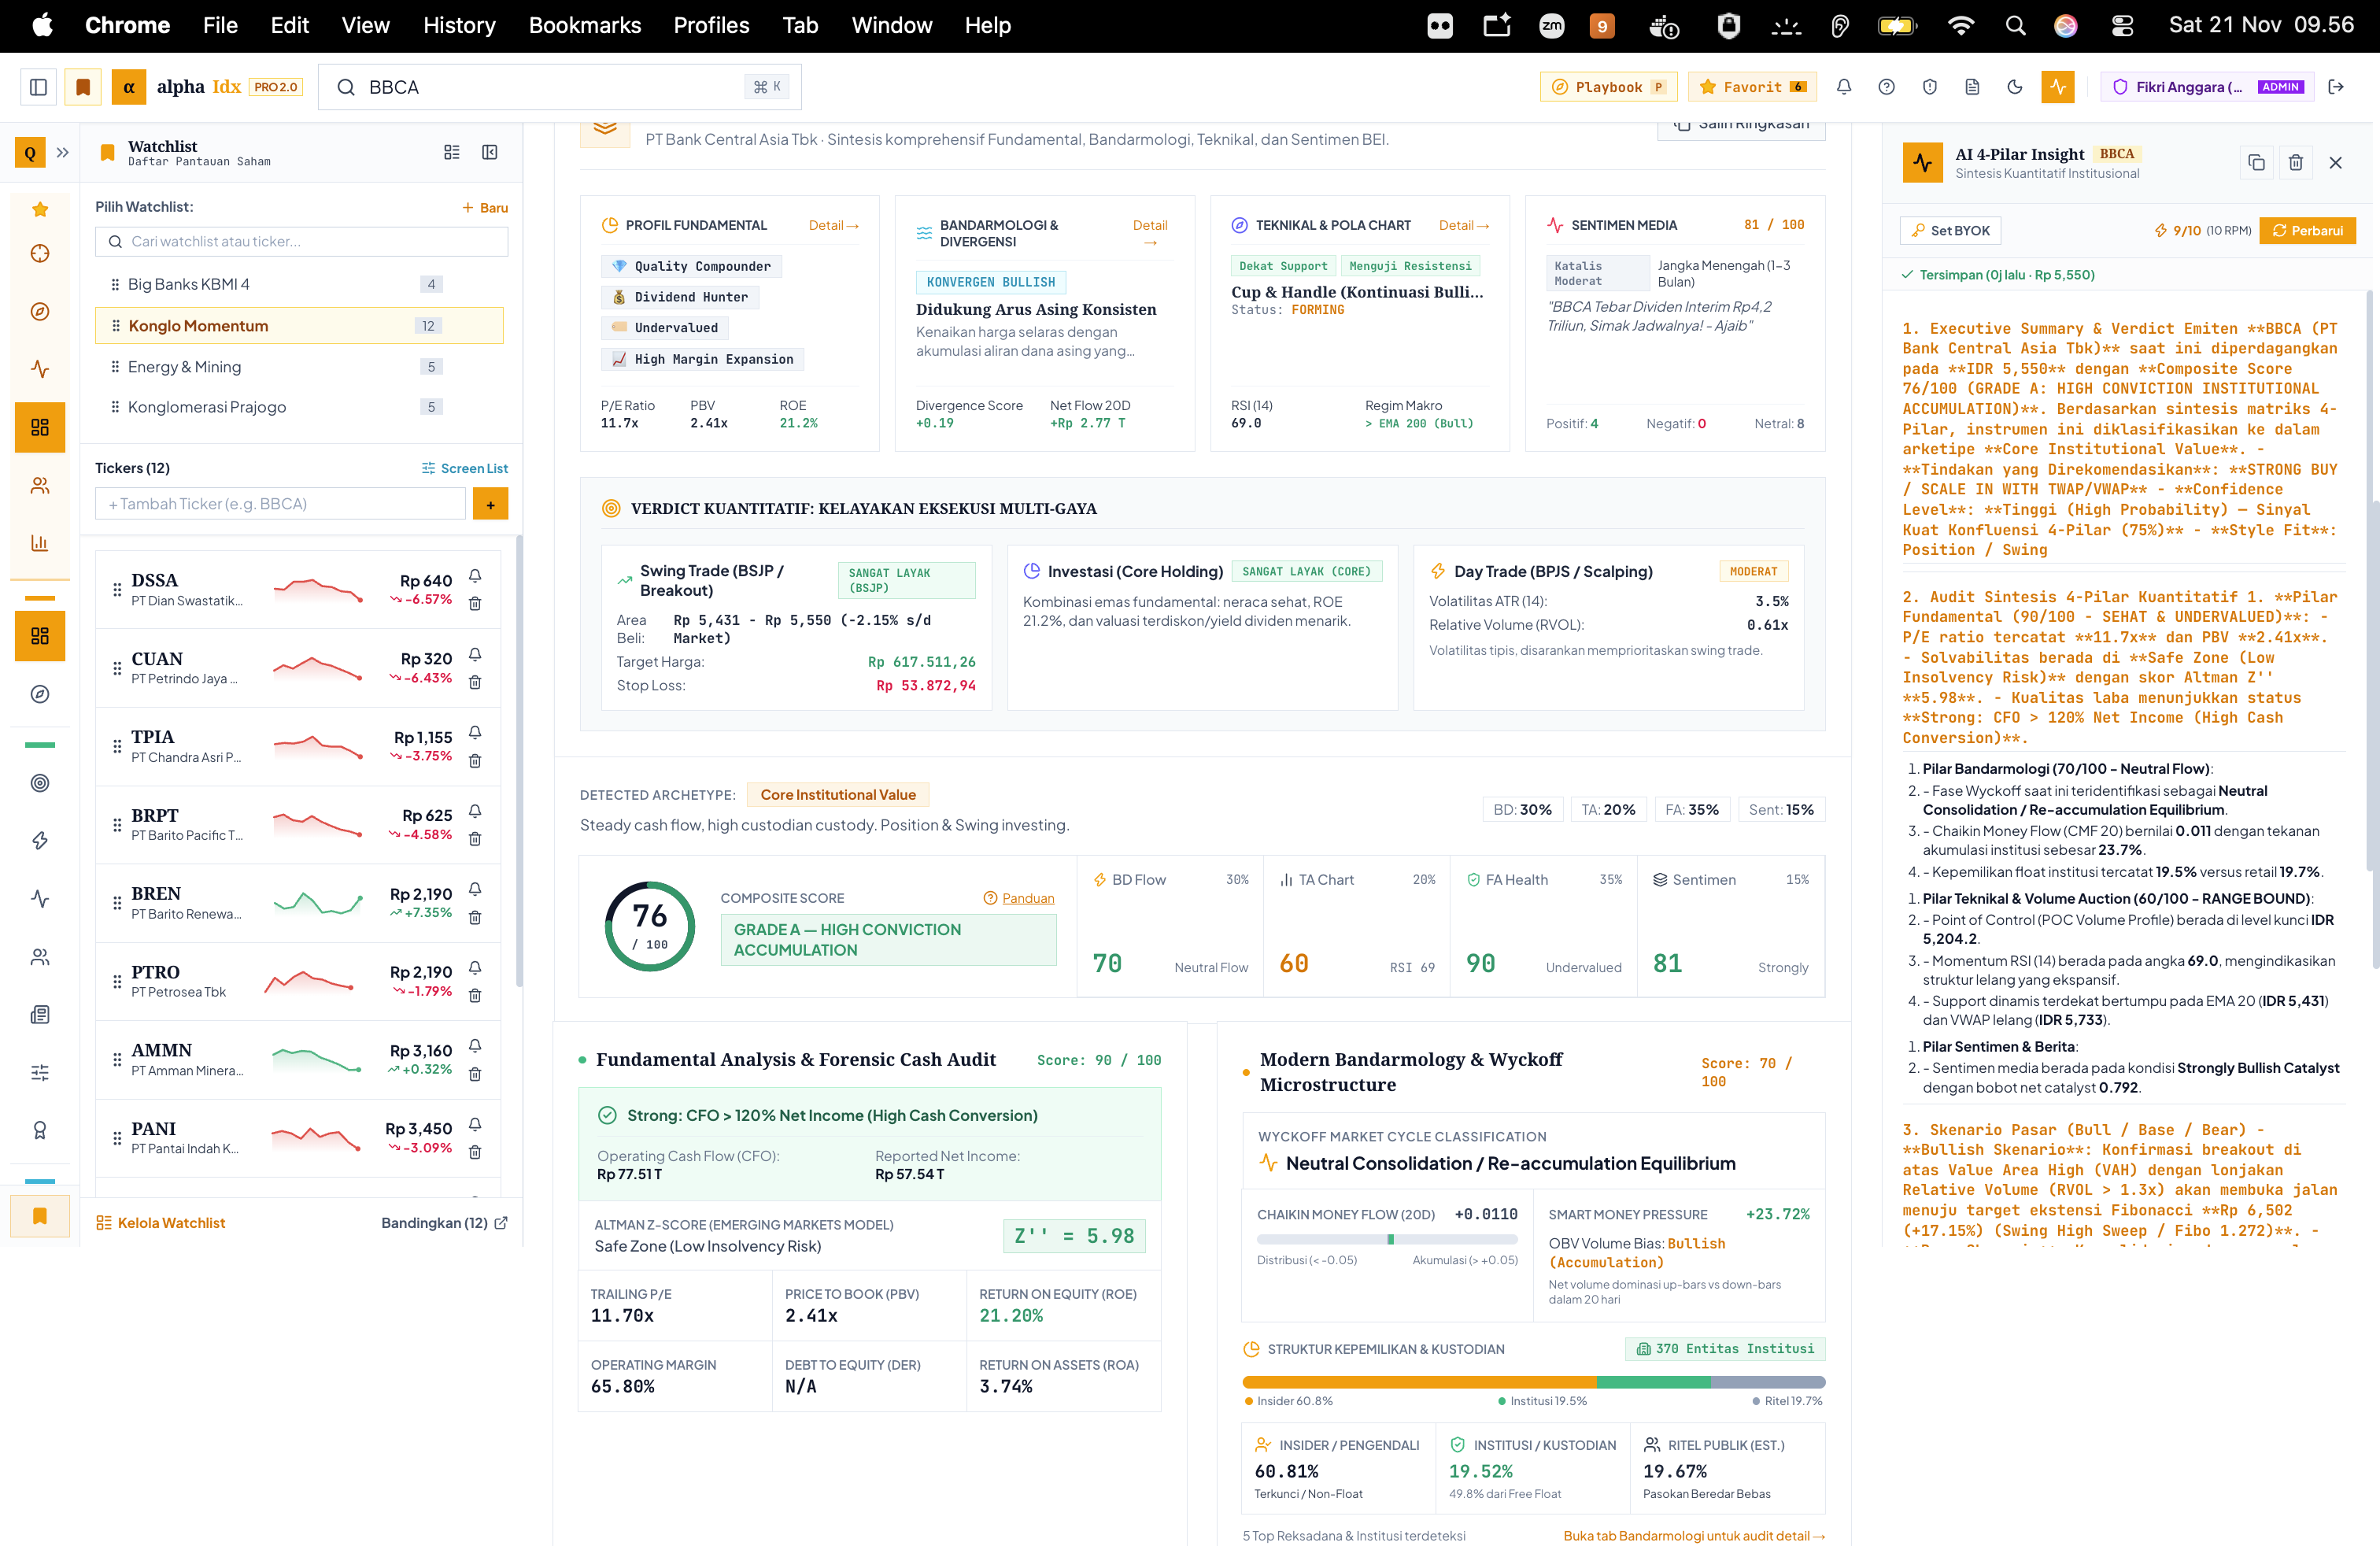 Chrome File Edit View History Bookmarks Profiles Tab Window Help
zm 9 Sat 21 Nov 09.56
α alpha Idx PRO 2.0 BBCA ⌘ K
Playbook P Favorit 6 Fikri Anggara (... ADMIN
Q
Watchlist
Daftar Pantauan Saham
Pilih Watchlist: + Baru
Cari watchlist atau ticker...
Big Banks KBMI 4 4
Konglo Momentum 12
Energy & Mining 5
Konglomerasi Prajogo 5
Tickers (12) Screen List
+ Tambah Ticker (e.g. BBCA) +
DSSA Rp 640
PT Dian Swastatik... -6.57%
CUAN Rp 320
PT Petrindo Jaya ... -6.43%
TPIA Rp 1,155
PT Chandra Asri P... -3.75%
BRPT Rp 625
PT Barito Pacific T... -4.58%
BREN Rp 2,190
PT Barito Renewa... +7.35%
PTRO Rp 2,190
PT Petrosea Tbk -1.79%
AMMN Rp 3,160
PT Amman Minera... +0.32%
PANI Rp 3,450
PT Pantai Indah K... -3.09%
Kelola Watchlist Bandingkan (12)
PT Bank Central Asia Tbk · Sintesis komprehensif Fundamental, Bandarmologi, Teknikal, dan Sentimen BEI.
Salin Ringkasan
PROFIL FUNDAMENTAL Detail →
Quality Compounder
Dividend Hunter
Undervalued
High Margin Expansion
P/E Ratio PBV ROE
11.7x 2.41x 21.2%
BANDARMOLOGI & DIVERGENSI Detail →
KONVERGEN BULLISH
Didukung Arus Asing Konsisten
Kenaikan harga selaras dengan
akumulasi aliran dana asing yang...
Divergence Score Net Flow 20D
+0.19 +Rp 2.77 T
TEKNIKAL & POLA CHART Detail →
Dekat Support Menguji Resistensi
Cup & Handle (Kontinuasi Bulli...
Status: FORMING
RSI (14) Regim Makro
69.0 > EMA 200 (Bull)
SENTIMEN MEDIA 81 / 100
Katalis Moderat Jangka Menengah (1-3 Bulan)
"BBCA Tebar Dividen Interim Rp4,2
Triliun, Simak Jadwalnya! - Ajaib"
Positif: 4 Negatif: 0 Netral: 8
VERDICT KUANTITATIF: KELAYAKAN EKSEKUSI MULTI-GAYA
Swing Trade (BSJP / Breakout) SANGAT LAYAK (BSJP)
Area Beli: Rp 5,431 - Rp 5,550 (-2.15% s/d Market)
Target Harga: Rp 617.511,26
Stop Loss: Rp 53.872,94
Investasi (Core Holding) SANGAT LAYAK (CORE)
Kombinasi emas fundamental: neraca sehat, ROE
21.2%, dan valuasi terdiskon/yield dividen menarik.
Day Trade (BPJS / Scalping) MODERAT
Volatilitas ATR (14): 3.5%
Relative Volume (RVOL): 0.61x
Volatilitas tipis, disarankan memprioritaskan swing trade.
DETECTED ARCHETYPE: Core Institutional Value
Steady cash flow, high custodian custody. Position & Swing investing.
BD: 30% TA: 20% FA: 35% Sent: 15%
76 / 100
COMPOSITE SCORE Panduan
GRADE A — HIGH CONVICTION
ACCUMULATION
BD Flow 30% TA Chart 20% FA Health 35% Sentimen 15%
70 Neutral Flow 60 RSI 69 90 Undervalued 81 Strongly
Fundamental Analysis & Forensic Cash Audit Score: 90 / 100
Strong: CFO > 120% Net Income (High Cash Conversion)
Operating Cash Flow (CFO): Reported Net Income:
Rp 77.51 T Rp 57.54 T
ALTMAN Z-SCORE (EMERGING MARKETS MODEL)
Safe Zone (Low Insolvency Risk) Z'' = 5.98
TRAILING P/E PRICE TO BOOK (PBV) RETURN ON EQUITY (ROE)
11.70x 2.41x 21.20%
OPERATING MARGIN DEBT TO EQUITY (DER) RETURN ON ASSETS (ROA)
65.80% N/A 3.74%
Modern Bandarmology & Wyckoff Microstructure Score: 70 / 100
WYCKOFF MARKET CYCLE CLASSIFICATION
Neutral Consolidation / Re-accumulation Equilibrium
CHAIKIN MONEY FLOW (20D) +0.0110
Distribusi (< -0.05) Akumulasi (> +0.05)
SMART MONEY PRESSURE +23.72%
OBV Volume Bias: Bullish
(Accumulation)
Net volume dominasi up-bars vs down-bars
dalam 20 hari
STRUKTUR KEPEMILIKAN & KUSTODIAN 370 Entitas Institusi
Insider 60.8% Institusi 19.5% Ritel 19.7%
INSIDER / PENGENDALI INSTITUSI / KUSTODIAN RITEL PUBLIK (EST.)
60.81% 19.52% 19.67%
Terkunci / Non-Float 49.8% dari Free Float Pasokan Beredar Bebas
5 Top Reksadana & Institusi terdeteksi Buka tab Bandarmologi untuk audit detail →
AI 4-Pilar Insight BBCA
Sintesis Kuantitatif Institusional
Set BYOK 9/10 (10 RPM) Perbarui
Tersimpan (0j lalu · Rp 5,550)
1. Executive Summary & Verdict Emiten **BBCA (PT
Bank Central Asia Tbk)** saat ini diperdagangkan
pada **IDR 5,550** dengan **Composite Score
76/100 (GRADE A: HIGH CONVICTION INSTITUTIONAL
ACCUMULATION)**. Berdasarkan sintesis matriks 4-
Pilar, instrumen ini diklasifikasikan ke dalam
arketipe **Core Institutional Value**. -
**Tindakan yang Direkomendasikan**: **STRONG BUY
/ SCALE IN WITH TWAP/VWAP** - **Confidence
Level**: **Tinggi (High Probability) — Sinyal
Kuat Konfluensi 4-Pilar (75%)** - **Style Fit**:
Position / Swing
2. Audit Sintesis 4-Pilar Kuantitatif 1. **Pilar
Fundamental (90/100 - SEHAT & UNDERVALUED)**: -
P/E ratio tercatat **11.7x** dan PBV **2.41x**.
- Solvabilitas berada di **Safe Zone (Low
Insolvency Risk)** dengan skor Altman Z''
**5.98**. - Kualitas laba menunjukkan status
**Strong: CFO > 120% Net Income (High Cash
Conversion)**.
1. Pilar Bandarmologi (70/100 - Neutral Flow):
2. - Fase Wyckoff saat ini teridentifikasi sebagai Neutral
Consolidation / Re-accumulation Equilibrium.
3. - Chaikin Money Flow (CMF 20) bernilai 0.011 dengan tekanan
akumulasi institusi sebesar 23.7%.
4. - Kepemilikan float institusi tercatat 19.5% versus retail 19.7%.
1. Pilar Teknikal & Volume Auction (60/100 - RANGE BOUND):
2. - Point of Control (POC Volume Profile) berada di level kunci IDR
5,204.2.
3. - Momentum RSI (14) berada pada angka 69.0, mengindikasikan
struktur lelang yang ekspansif.
4. - Support dinamis terdekat bertumpu pada EMA 20 (IDR 5,431)
dan VWAP lelang (IDR 5,733).
1. Pilar Sentimen & Berita:
2. - Sentimen media berada pada kondisi Strongly Bullish Catalyst
dengan bobot net catalyst 0.792.
3. Skenario Pasar (Bull / Base / Bear) -
**Bullish Skenario**: Konfirmasi breakout di
atas Value Area High (VAH) dengan lonjakan
Relative Volume (RVOL > 1.3x) akan membuka jalan
menuju target ekstensi Fibonacci **Rp 6,502
(+17.15%) (Swing High Sweep / Fibo 1.272)**. -